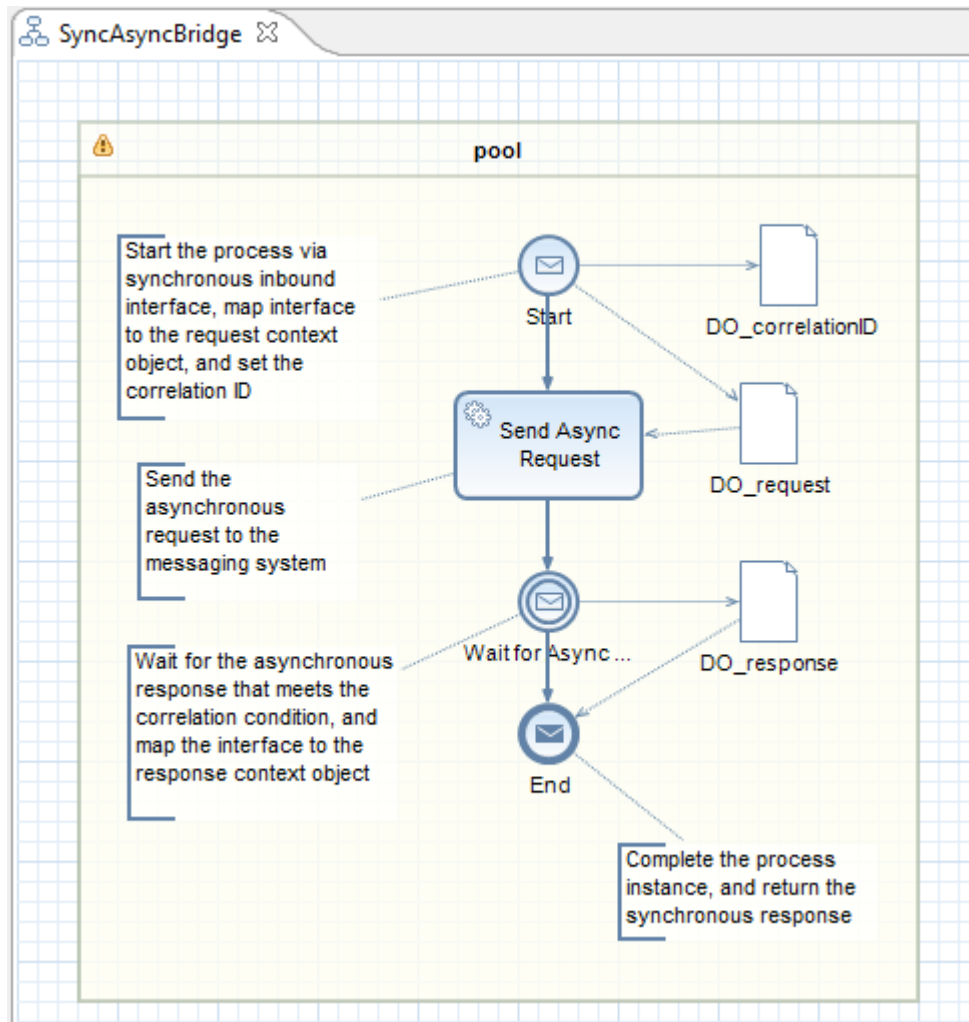 SyncAsyncBridge
pool
Start the process via
synchronous inbound
interface, map interface
to the request context
object, and set the
correlation ID
Start
DO_correlationID
Send Async
Request
DO_request
Send the
asynchronous
request to the
messaging system
Wait for Async ...
DO_response
Wait for the asynchronous
response that meets the
correlation condition, and
map the interface to the
response context object
End
Complete the process
instance, and return the
synchronous response